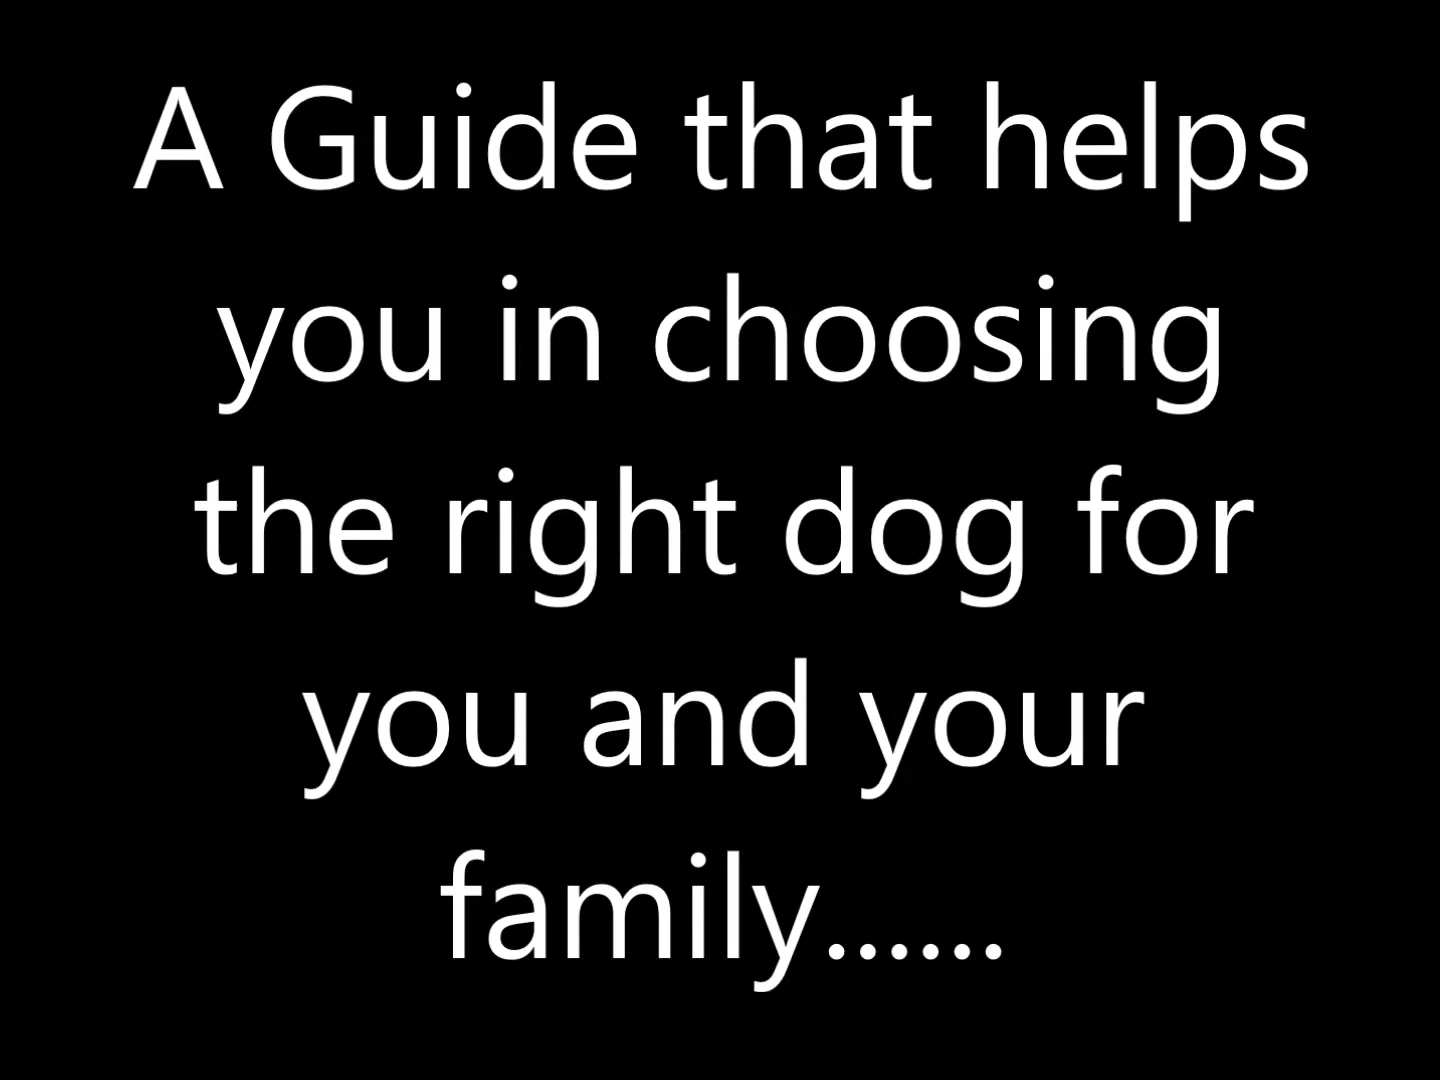 A Guide that helps
you in choosing
the right dog for
you and your
family......